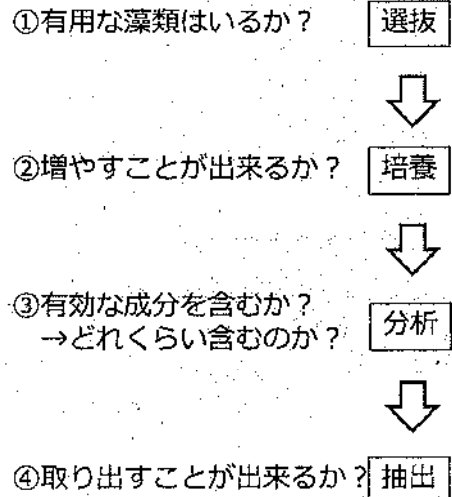 ①有用な藻類はいるか？ 選抜
②増やすことが出来るか？ 培養
③有効な成分を含むか？
→どれくらい含むのか？ 分析
④取り出すことが出来るか？ 抽出